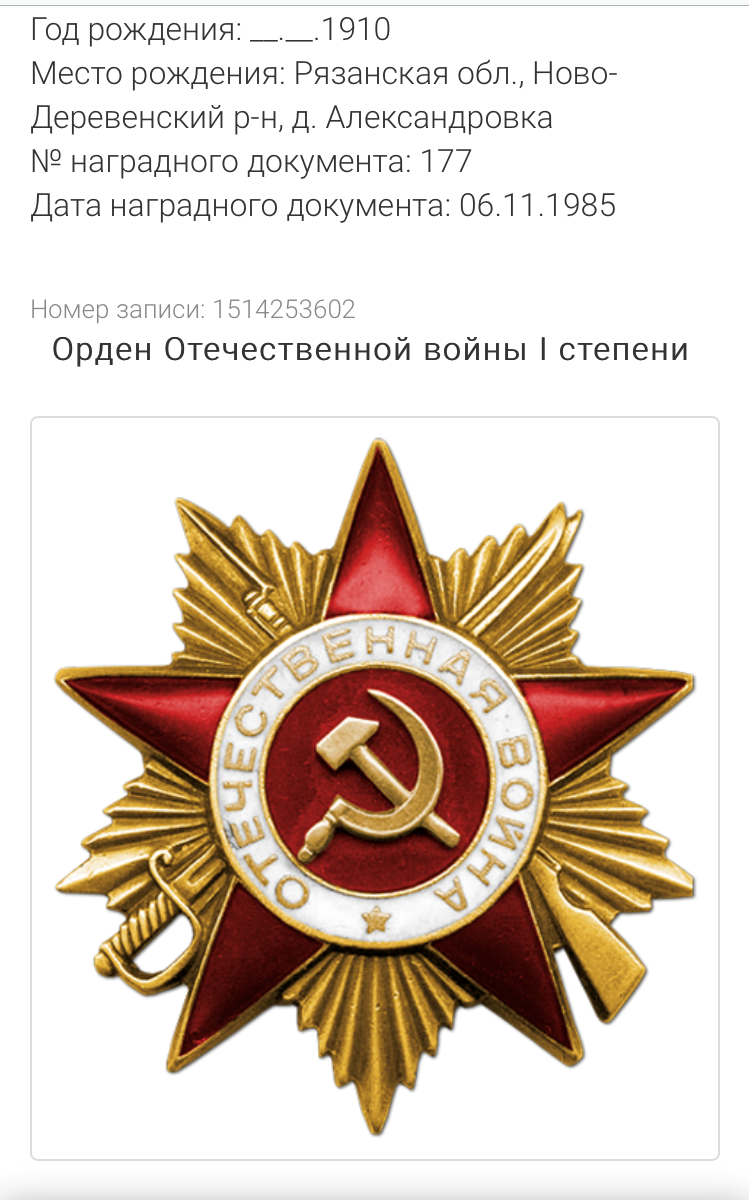 Год рождения: __.__.1910
Место рождения: Рязанская обл., Ново-
Деревенский р-н, д. Александровка
№ наградного документа: 177
Дата наградного документа: 06.11.1985
Номер записи: 1514253602
Орден Отечественной войны I степени
ОТЕЧЕСТВЕННАЯ ВОЙНА